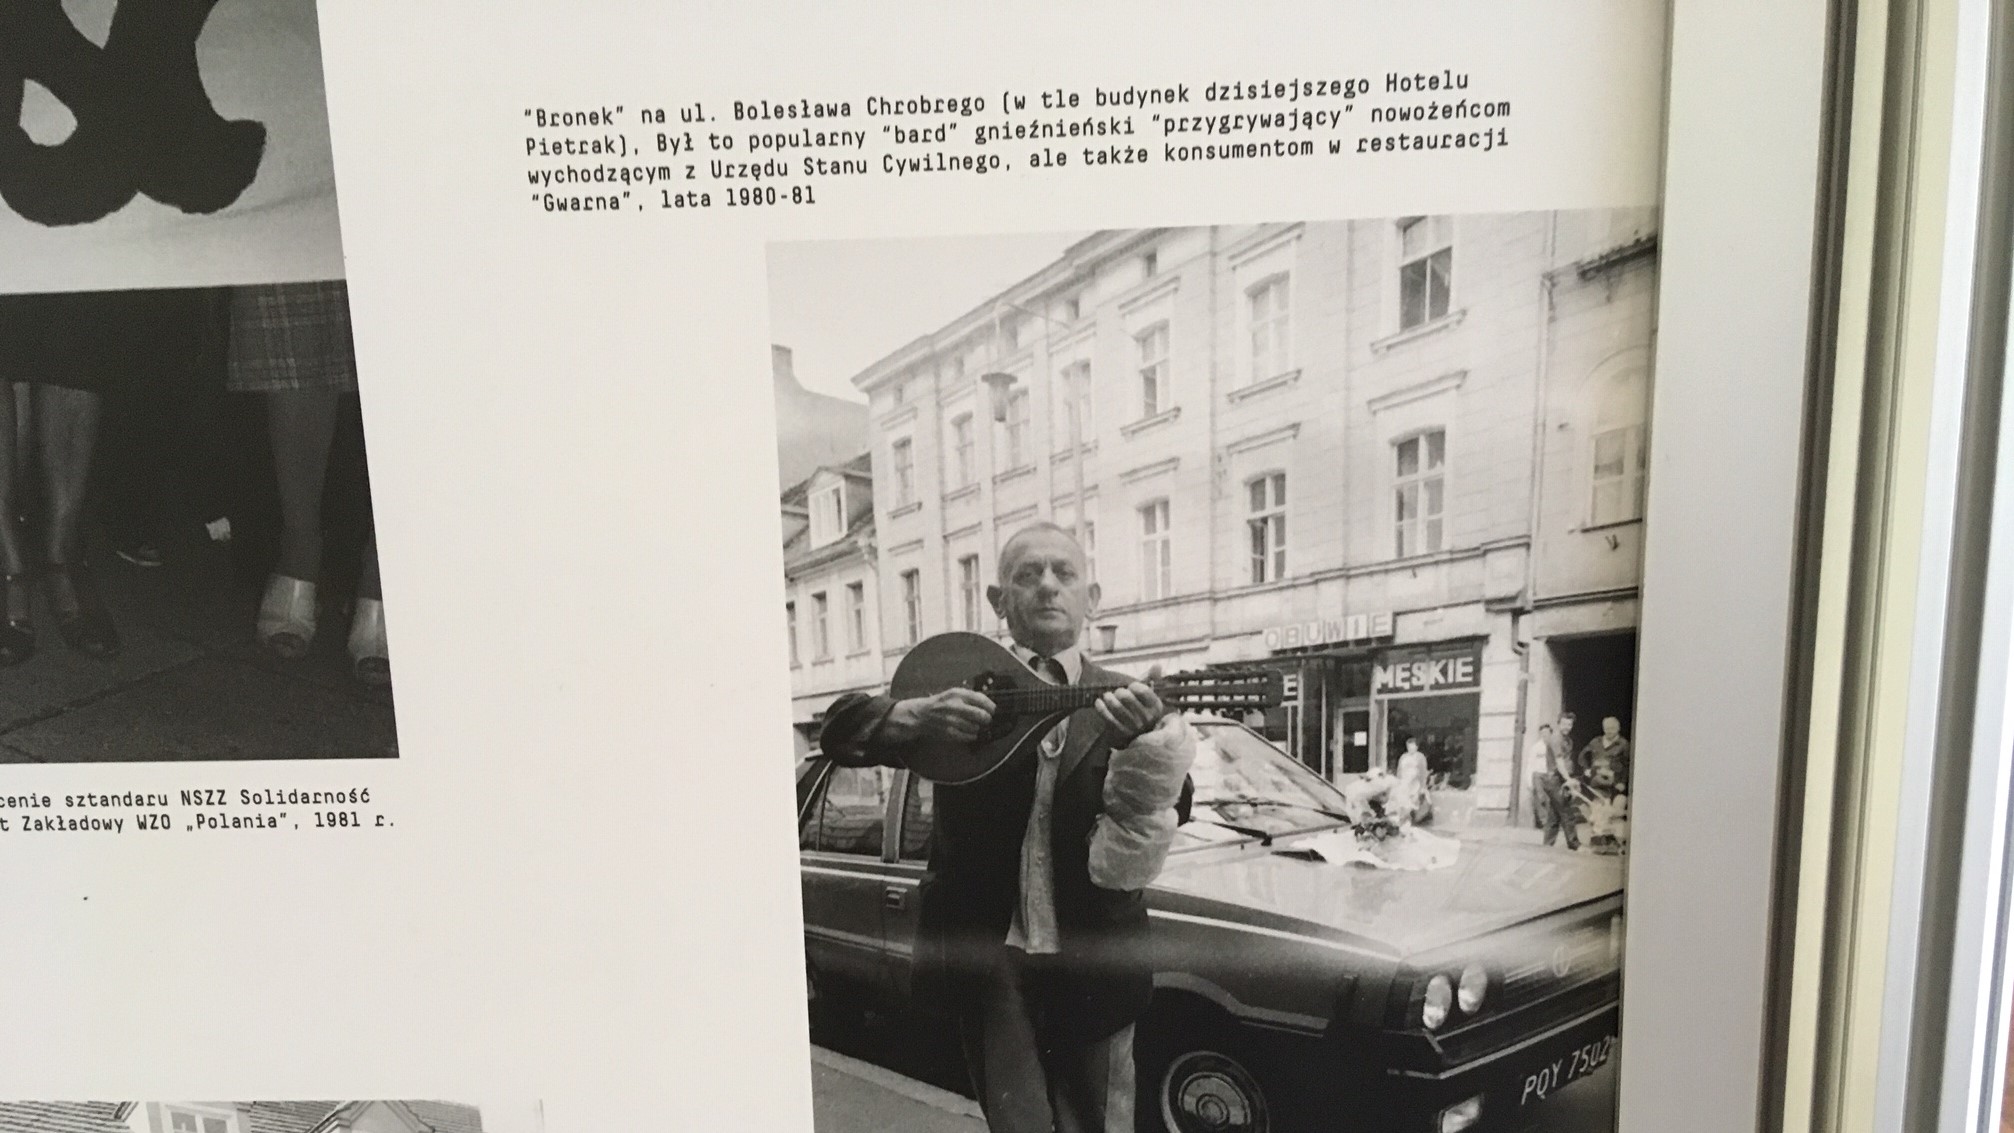 "Bronek" na ul. Bolesława Chrobrego (w tle budynek dzisiejszego Hotelu
Pietrak), Był to popularny "bard" gnieźnieński "przygrywający" nowożeńcom
wychodzącym z Urzędu Stanu Cywilnego, ale także konsumentom w restauracji
"Gwarna", lata 1980-81
OBUWIE
E MĘSKIE
PQY 7502
cenie sztandaru NSZZ Solidarność
t Zakładowy WZO „Polania", 1981 r.